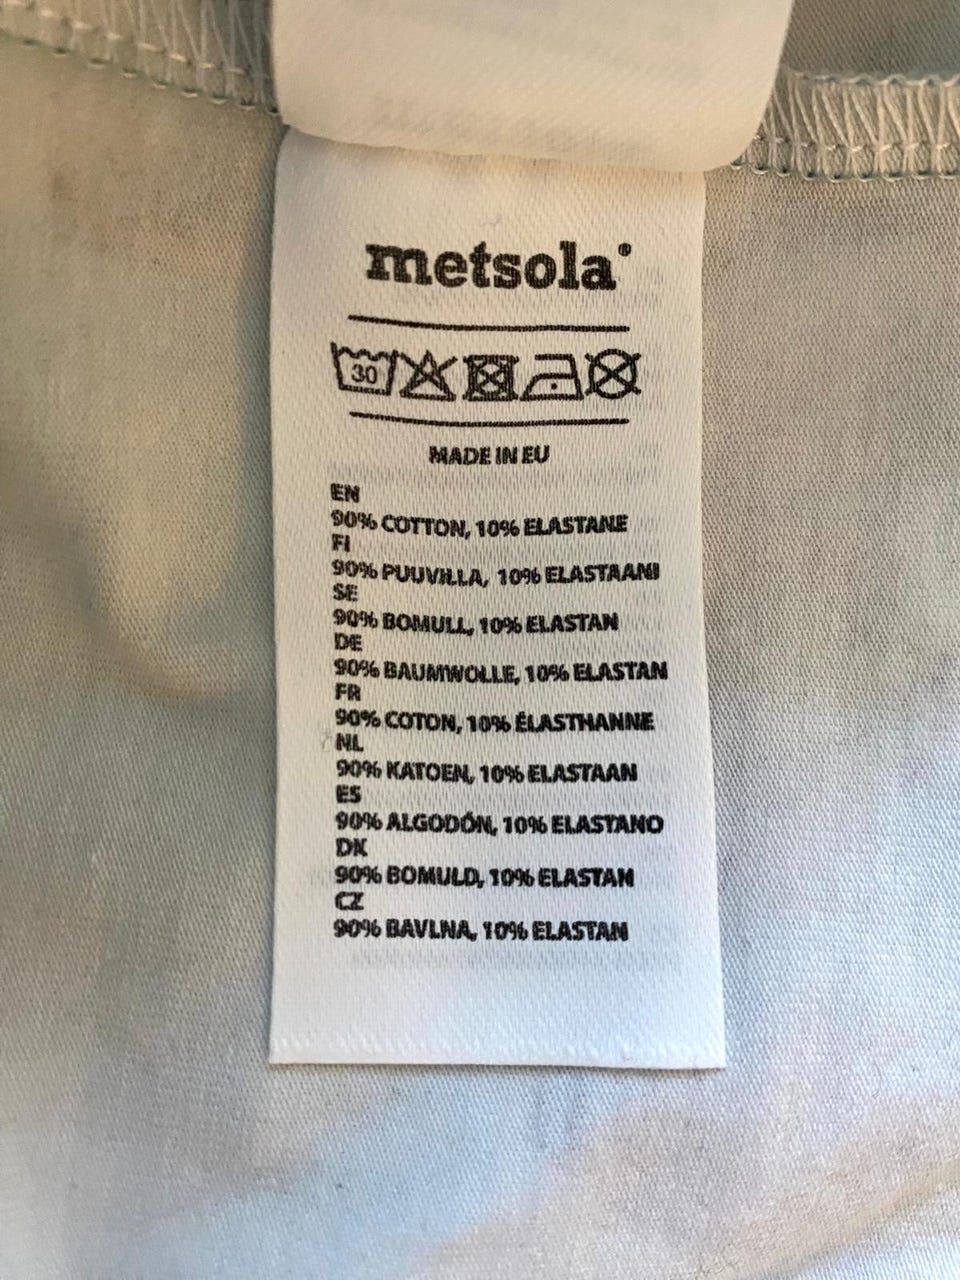 metsola®
30
MADE IN EU
EN
90% COTTON, 10% ELASTANE
FI
90% PUUVILLA, 10% ELASTAANI
SE
90% BOMULL, 10% ELASTAN
DE
90% BAUMWOLLE, 10% ELASTAN
FR
90% COTON, 10% ÉLASTHANNE
NL
90% KATOEN, 10% ELASTAAN
ES
90% ALGODÓN, 10% ELASTANO
DK
90% BOMULD, 10% ELASTAN
CZ
90% BAVLNA, 10% ELASTAN